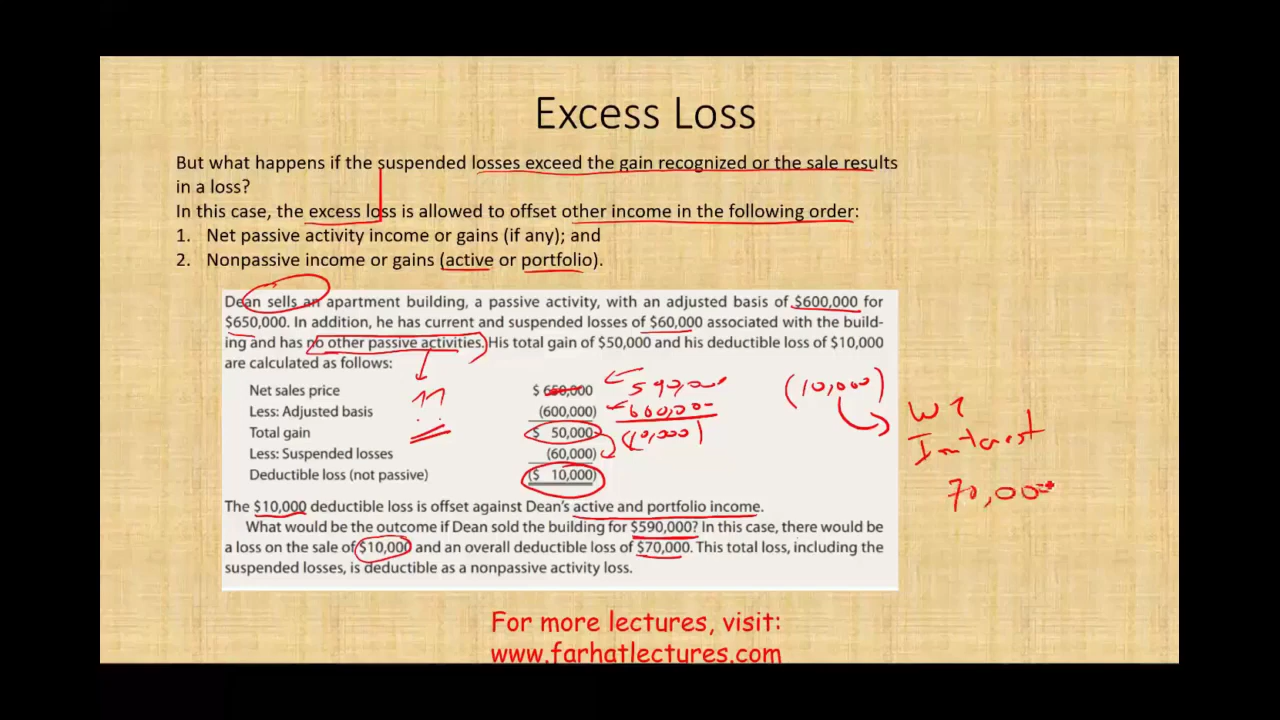 Excess Loss
But what happens if the suspended losses exceed the gain recognized or the sale results
in a loss?
In this case, the excess loss is allowed to offset other income in the following order:
1. Net passive activity income or gains (if any); and
2. Nonpassive income or gains (active or portfolio).
Dean sells an apartment building, a passive activity, with an adjusted basis of $600,000 for
$650,000. In addition, he has current and suspended losses of $60,000 associated with the build-
ing and has no other passive activities. His total gain of $50,000 and his deductible loss of $10,000
are calculated as follows:
Net sales price $ 650,000 590,000 (10,000)
Less: Adjusted basis (600,000) 600,000 W2
Total gain $ 50,000 (10,000) Interest
Less: Suspended losses (60,000)
Deductible loss (not passive) ($ 10,000) 70,000
The $10,000 deductible loss is offset against Dean's active and portfolio income.
What would be the outcome if Dean sold the building for $590,000? In this case, there would be
a loss on the sale of $10,000 and an overall deductible loss of $70,000. This total loss, including the
suspended losses, is deductible as a nonpassive activity loss.
For more lectures, visit:
www.farhatlectures.com